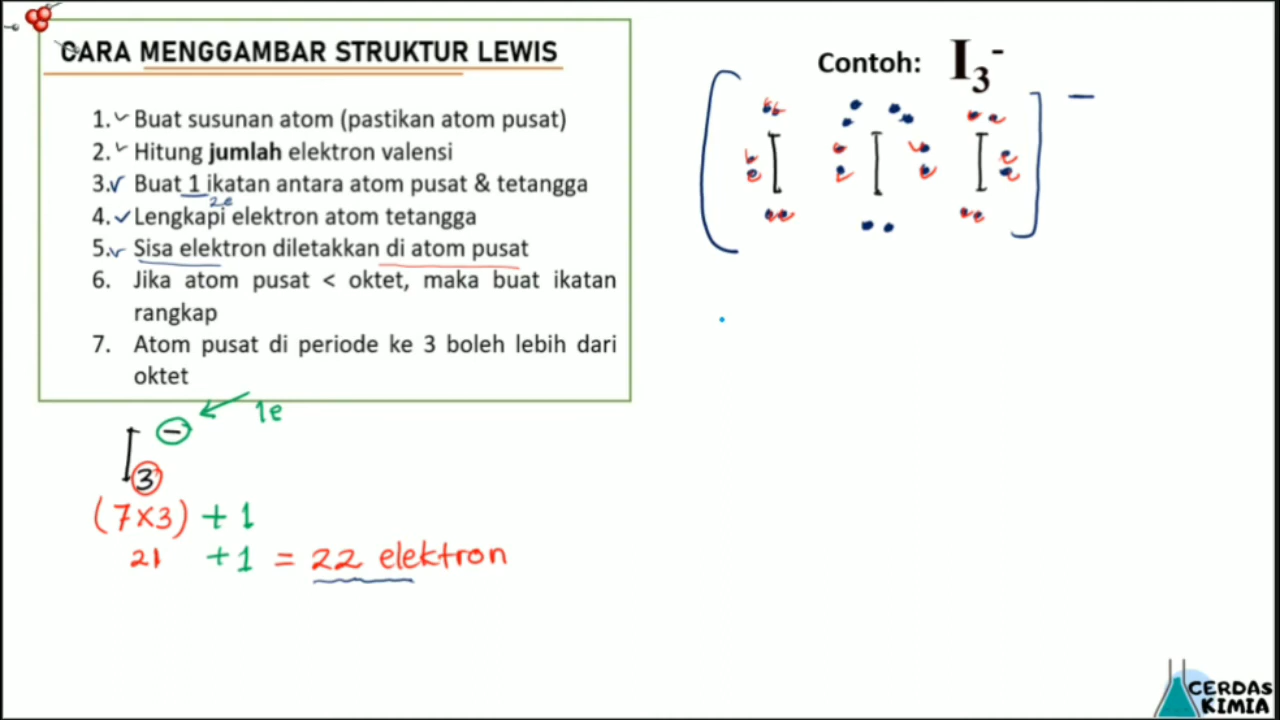 CARA MENGGAMBAR STRUKTUR LEWIS
1. Buat susunan atom (pastikan atom pusat)
2. Hitung jumlah elektron valensi
3. Buat 1 ikatan antara atom pusat & tetangga
2e
4. Lengkapi elektron atom tetangga
5. Sisa elektron diletakkan di atom pusat
6. Jika atom pusat < oktet, maka buat ikatan
rangkap
7. Atom pusat di periode ke 3 boleh lebih dari
oktet
I3- 1e
(7x3) + 1
21 +1 = 22 elektron
Contoh: I3-
[I I I]-
CERDAS
KIMIA